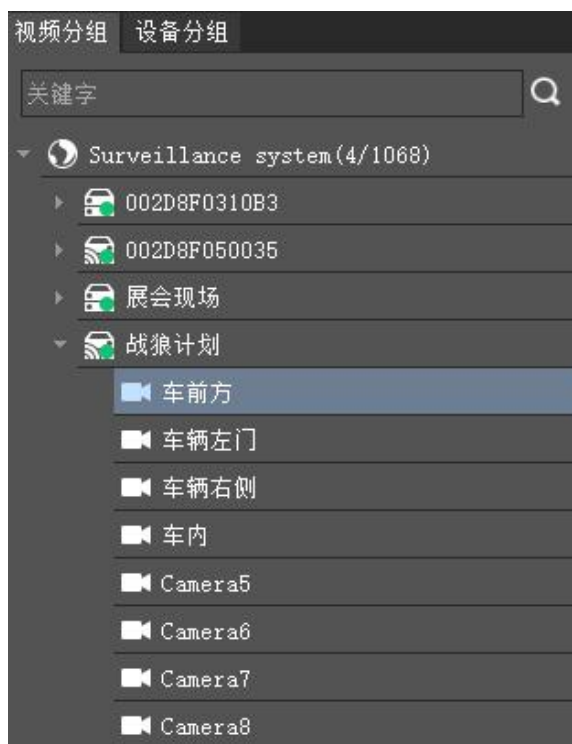 视频分组 设备分组
关键字
Surveillance system(4/1068)
002D8F0310B3
002D8F050035
展会现场
战狼计划
车前方
车辆左门
车辆右侧
车内
Camera5
Camera6
Camera7
Camera8